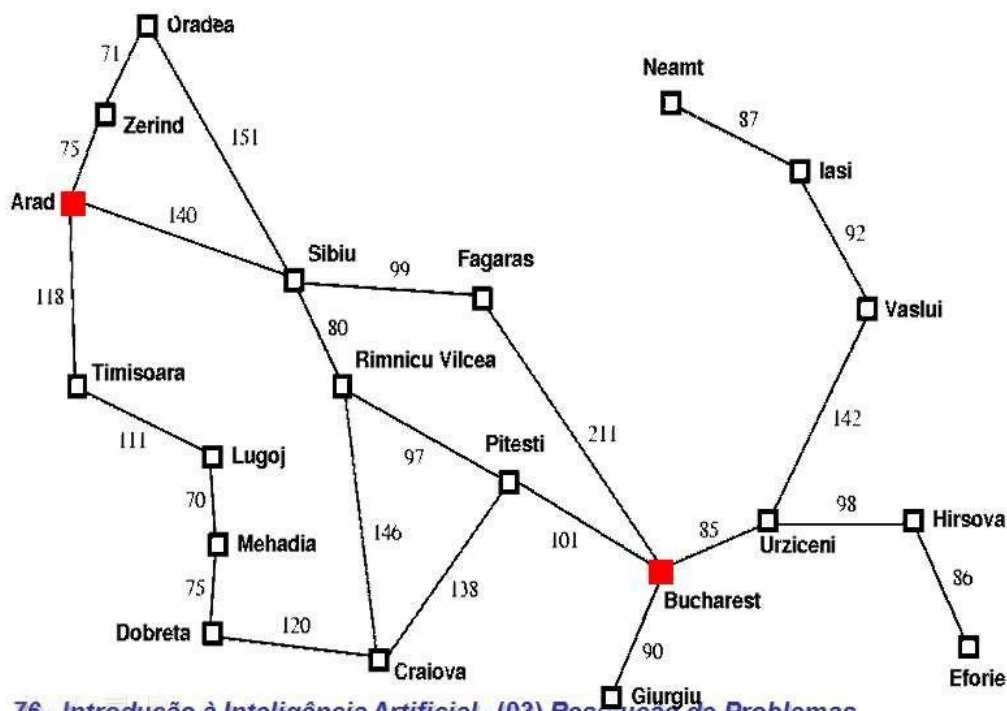 Oradea
71
Neamt
87
Zerind
151
75
Iasi
Arad
140
92
Sibiu
99
Fagaras
118
80
Vaslui
Timisoara
Rimnicu Vilcea
111
142
Lugoj
97
Pitesti
211
70
146
98
Hirsova
Mehadia
101
85
Urziceni
75
138
86
Bucharest
Dobreta
120
90
Craiova
Eforie
Giurgiu
76 Introdução à Inteligência Artificial (03) Resolução de Problemas